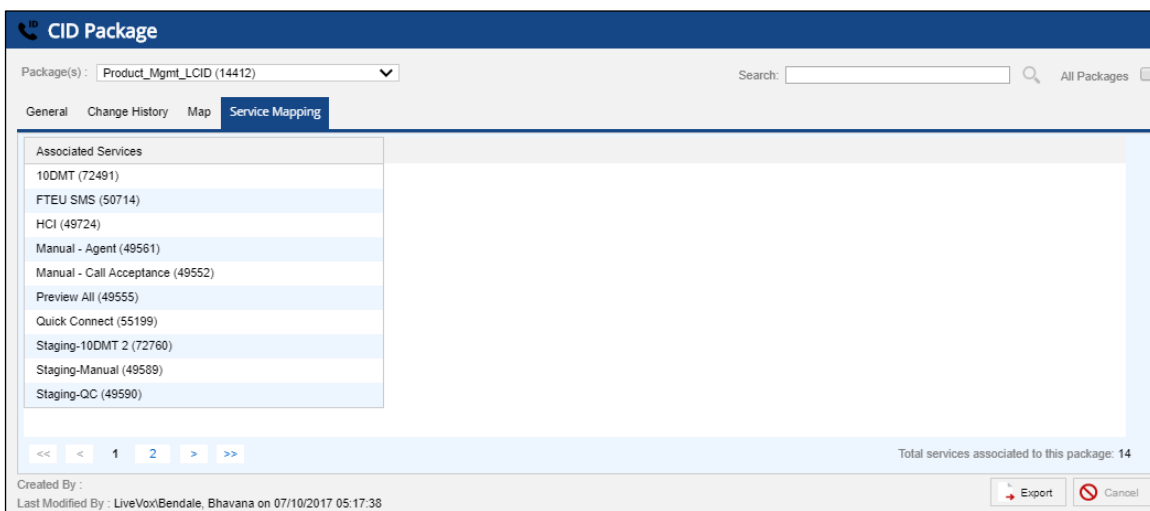 ID
CID Package
Package(s) : Product_Mgmt_LCID (14412)
Search:
All Packages
General Change History Map Service Mapping
Associated Services
10DMT (72491)
FTEU SMS (50714)
HCI (49724)
Manual - Agent (49561)
Manual - Call Acceptance (49552)
Preview All (49555)
Quick Connect (55199)
Staging-10DMT 2 (72760)
Staging-Manual (49589)
Staging-QC (49590)
<< < 1 2 > >>
Total services associated to this package: 14
Created By :
Last Modified By : LiveVox\Bendale, Bhavana on 07/10/2017 05:17:38
Export
Cancel